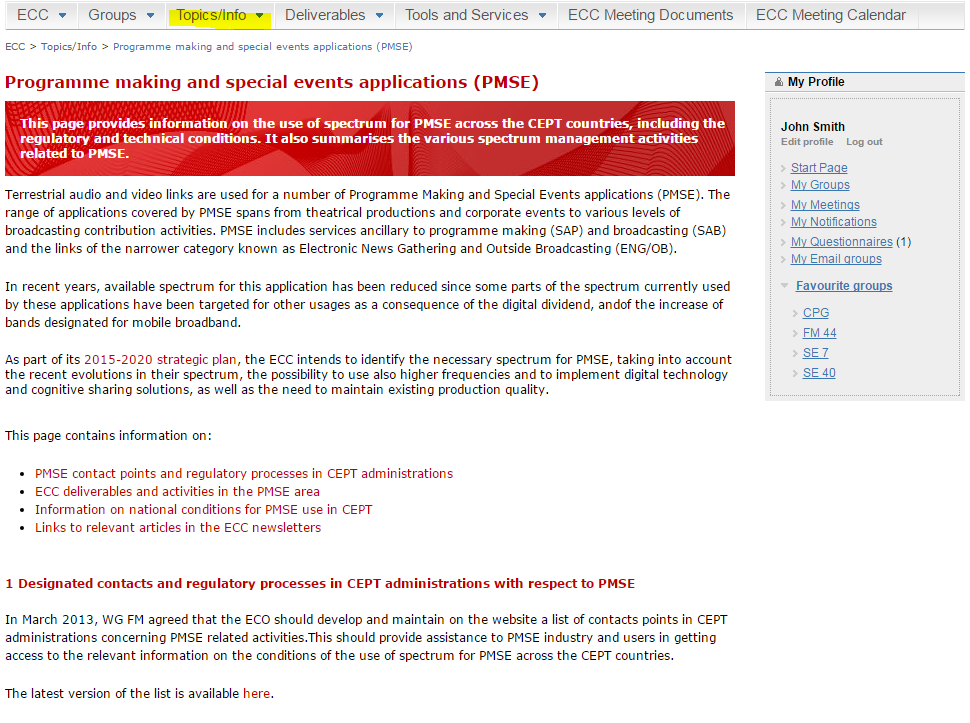 ECC Groups Topics/Info Deliverables Tools and Services ECC Meeting Documents ECC Meeting Calendar
ECC > Topics/Info > Programme making and special events applications (PMSE)
Programme making and special events applications (PMSE)
This page provides information on the use of spectrum for PMSE across the CEPT countries, including the
regulatory and technical conditions. It also summarises the various spectrum management activities
related to PMSE.
Terrestrial audio and video links are used for a number of Programme Making and Special Events applications (PMSE). The
range of applications covered by PMSE spans from theatrical productions and corporate events to various levels of
broadcasting contribution activities. PMSE includes services ancillary to programme making (SAP) and broadcasting (SAB)
and the links of the narrower category known as Electronic News Gathering and Outside Broadcasting (ENG/OB).
In recent years, available spectrum for this application has been reduced since some parts of the spectrum currently used
by these applications have been targeted for other usages as a consequence of the digital dividend, andof the increase of
bands designated for mobile broadband.
As part of its 2015-2020 strategic plan, the ECC intends to identify the necessary spectrum for PMSE, taking into account
the recent evolutions in their spectrum, the possibility to use also higher frequencies and to implement digital technology
and cognitive sharing solutions, as well as the need to maintain existing production quality.
This page contains information on:
PMSE contact points and regulatory processes in CEPT administrations
ECC deliverables and activities in the PMSE area
Information on national conditions for PMSE use in CEPT
Links to relevant articles in the ECC newsletters
1 Designated contacts and regulatory processes in CEPT administrations with respect to PMSE
In March 2013, WG FM agreed that the ECO should develop and maintain on the website a list of contacts points in CEPT
administrations concerning PMSE related activities.This should provide assistance to PMSE industry and users in getting
access to the relevant information on the conditions of the use of spectrum for PMSE across the CEPT countries.
The latest version of the list is available here.
My Profile
John Smith
Edit profile Log out
Start Page
My Groups
My Meetings
My Notifications
My Questionnaires (1)
My Email groups
Favourite groups
CPG
FM 44
SE 7
SE 40